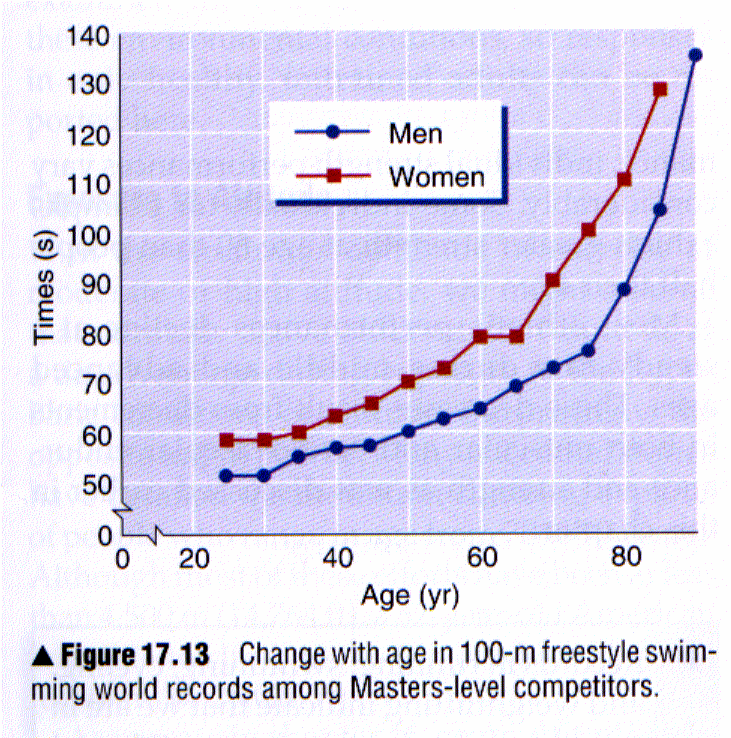 140
130
120
110
100
90
80
70
60
50
0
Times (s)
Men
Women
0 20 40 60 80
Age (yr)
▲ Figure 17.13 Change with age in 100-m freestyle swim-
ming world records among Masters-level competitors.